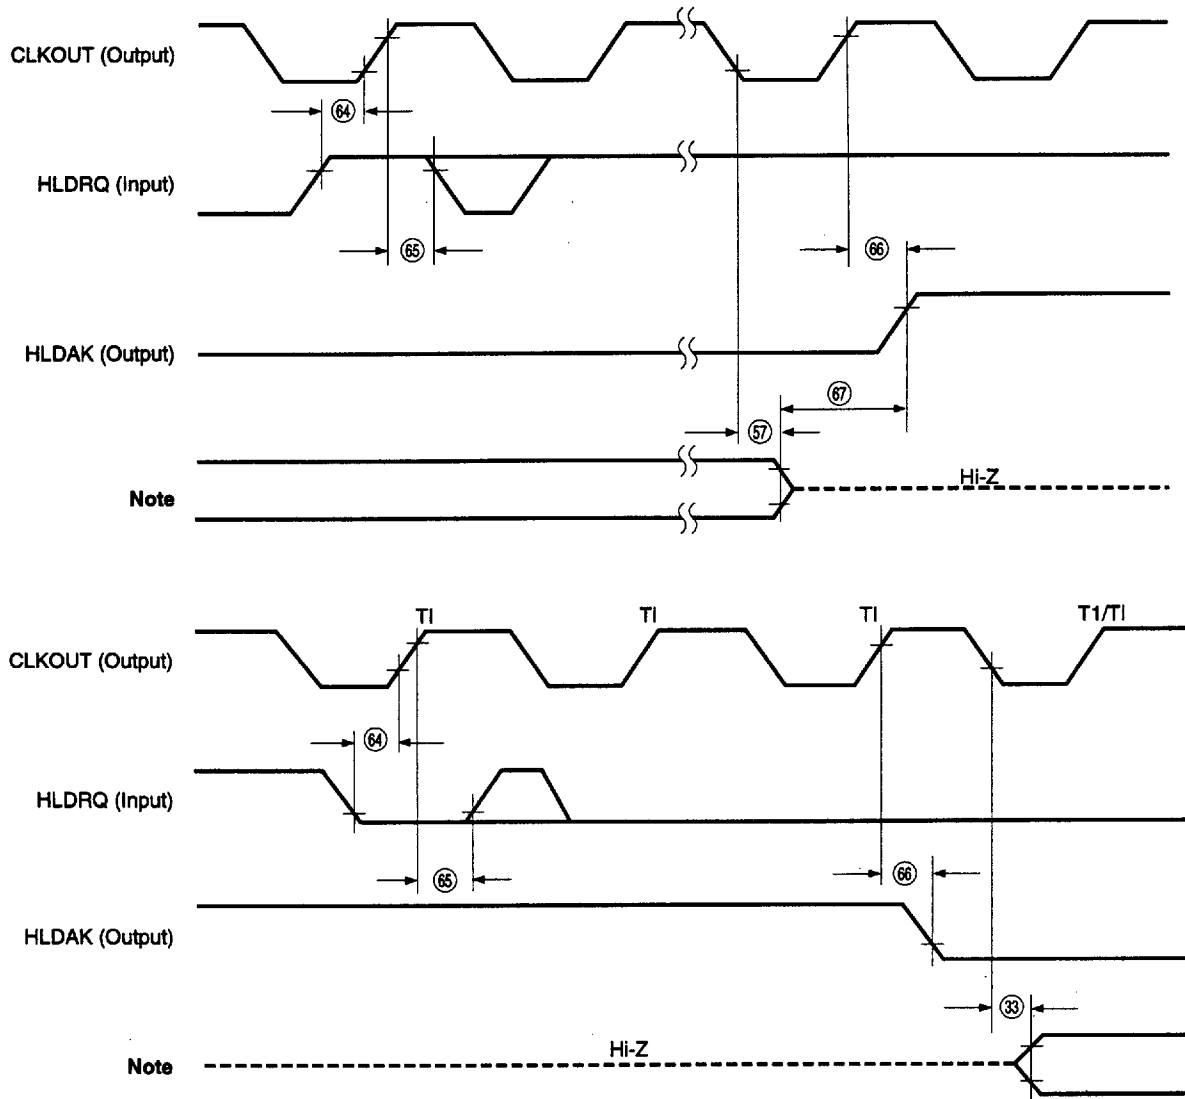 CLKOUT (Output)
64
HLDRQ (Input)
65
66
HLDAK (Output)
67
57
Note
Hi-Z
TI
TI
TI
T1/TI
CLKOUT (Output)
64
HLDRQ (Input)
65
66
HLDAK (Output)
33
Note
Hi-Z